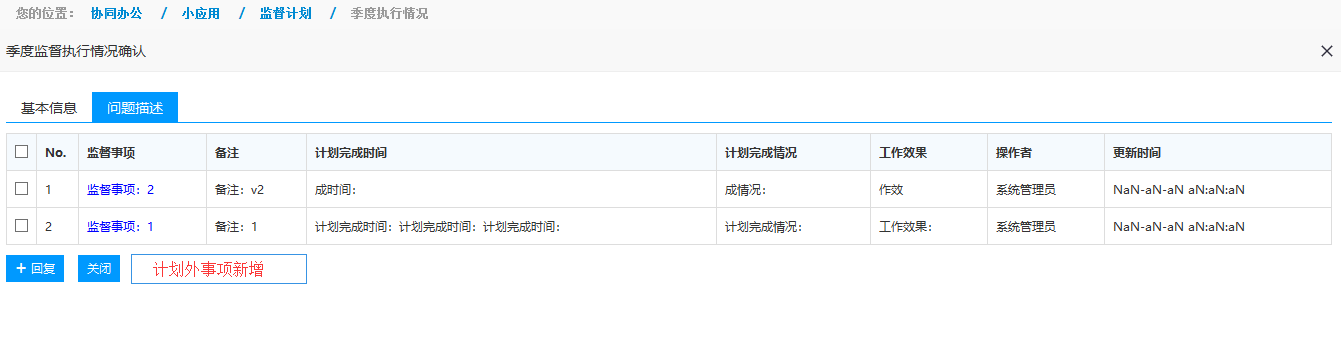 您的位置： 协同办公 / 小应用 / 监督计划 / 季度执行情况
季度监督执行情况确认
基本信息 问题描述
No. 监督事项 备注 计划完成时间 计划完成情况 工作效果 操作者 更新时间
1 监督事项：2 备注：v2 成时间： 成情况： 作效 系统管理员 NaN-aN-aN aN:aN:aN
2 监督事项：1 备注：1 计划完成时间：计划完成时间：计划完成时间： 计划完成情况： 工作效果： 系统管理员 NaN-aN-aN aN:aN:aN
+ 回复 关闭 计划外事项新增